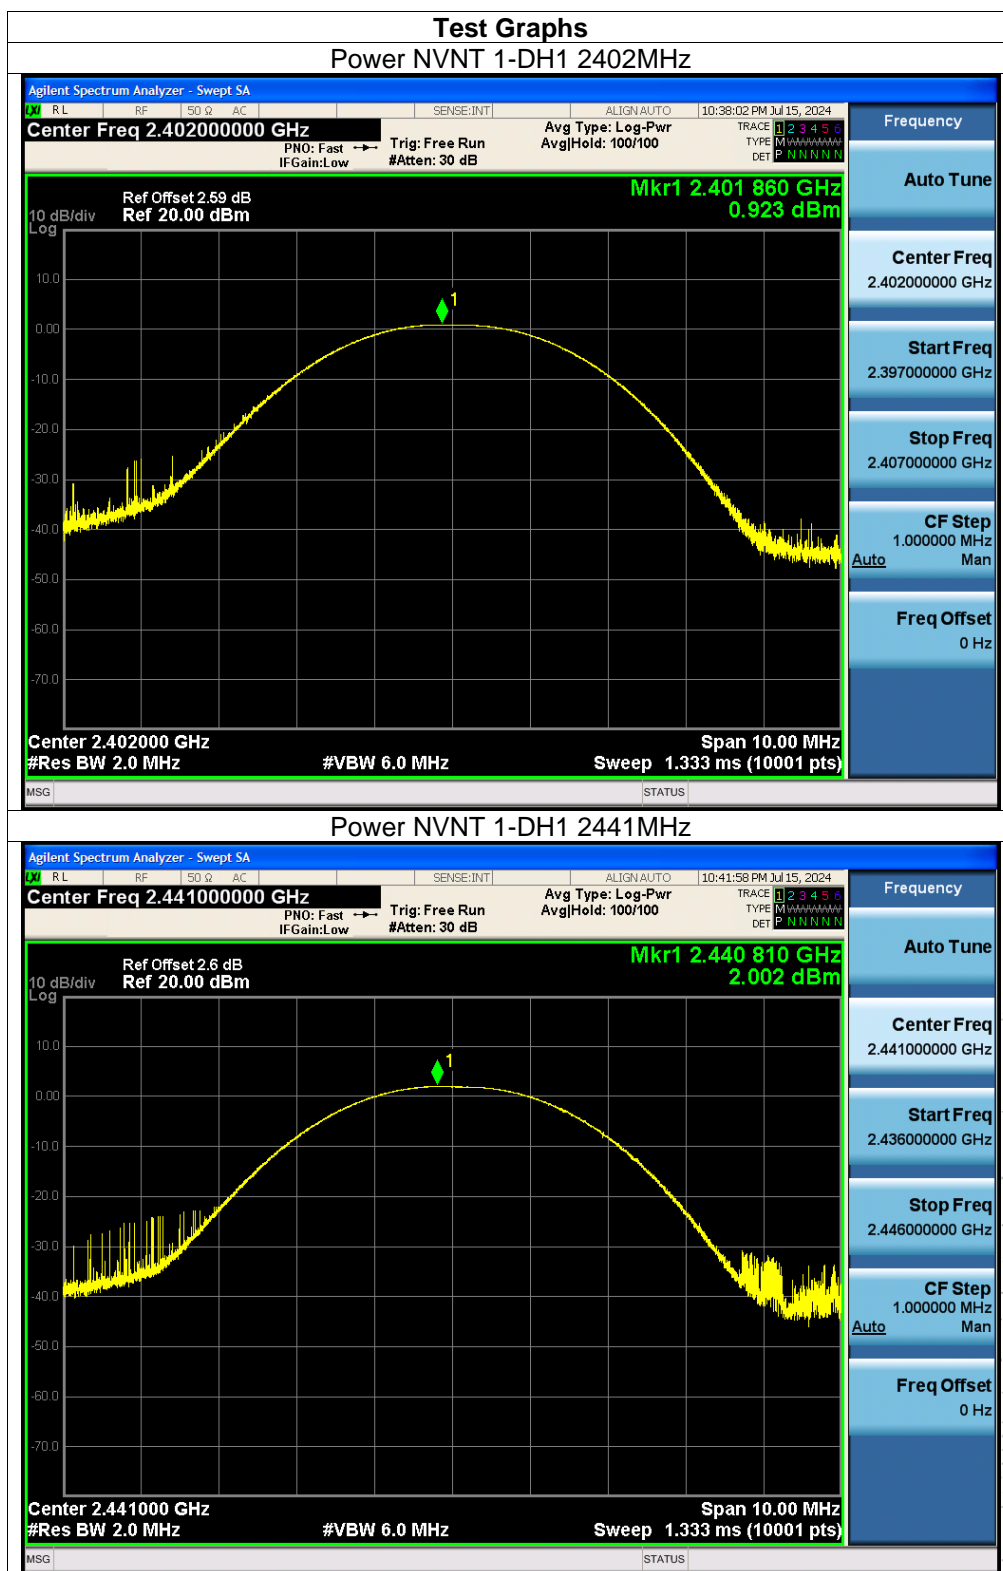 Test Graphs
Power NVNT 1-DH1 2402MHz
Agilent Spectrum Analyzer - Swept SA
LXI RL RF 50 Ω AC SENSE:INT ALIGN AUTO 10:38:02 PM Jul 15, 2024
Center Freq 2.402000000 GHz
PNO: Fast
IFGain:Low
Trig: Free Run
#Atten: 30 dB
Avg Type: Log-Pwr
Avg|Hold: 100/100
TRACE 1 2 3 4 5 6
TYPE M WWWWW
DET P N N N N N
Frequency
Auto Tune
Center Freq
2.402000000 GHz
Start Freq
2.397000000 GHz
Stop Freq
2.407000000 GHz
CF Step
1.000000 MHz
Auto Man
Freq Offset
0 Hz
Mkr1 2.401 860 GHz
0.923 dBm
Ref Offset 2.59 dB
10 dB/div Ref 20.00 dBm
Log
1
10.0
0.00
-10.0
-20.0
-30.0
-40.0
-50.0
-60.0
-70.0
Center 2.402000 GHz Span 10.00 MHz
#Res BW 2.0 MHz #VBW 6.0 MHz Sweep 1.333 ms (10001 pts)
MSG STATUS
Power NVNT 1-DH1 2441MHz
Agilent Spectrum Analyzer - Swept SA
LXI RL RF 50 Ω AC SENSE:INT ALIGN AUTO 10:41:58 PM Jul 15, 2024
Center Freq 2.441000000 GHz
PNO: Fast
IFGain:Low
Trig: Free Run
#Atten: 30 dB
Avg Type: Log-Pwr
Avg|Hold: 100/100
TRACE 1 2 3 4 5 6
TYPE M WWWWW
DET P N N N N N
Frequency
Auto Tune
Center Freq
2.441000000 GHz
Start Freq
2.436000000 GHz
Stop Freq
2.446000000 GHz
CF Step
1.000000 MHz
Auto Man
Freq Offset
0 Hz
Mkr1 2.440 810 GHz
2.002 dBm
Ref Offset 2.6 dB
10 dB/div Ref 20.00 dBm
Log
1
10.0
0.00
-10.0
-20.0
-30.0
-40.0
-50.0
-60.0
-70.0
Center 2.441000 GHz Span 10.00 MHz
#Res BW 2.0 MHz #VBW 6.0 MHz Sweep 1.333 ms (10001 pts)
MSG STATUS